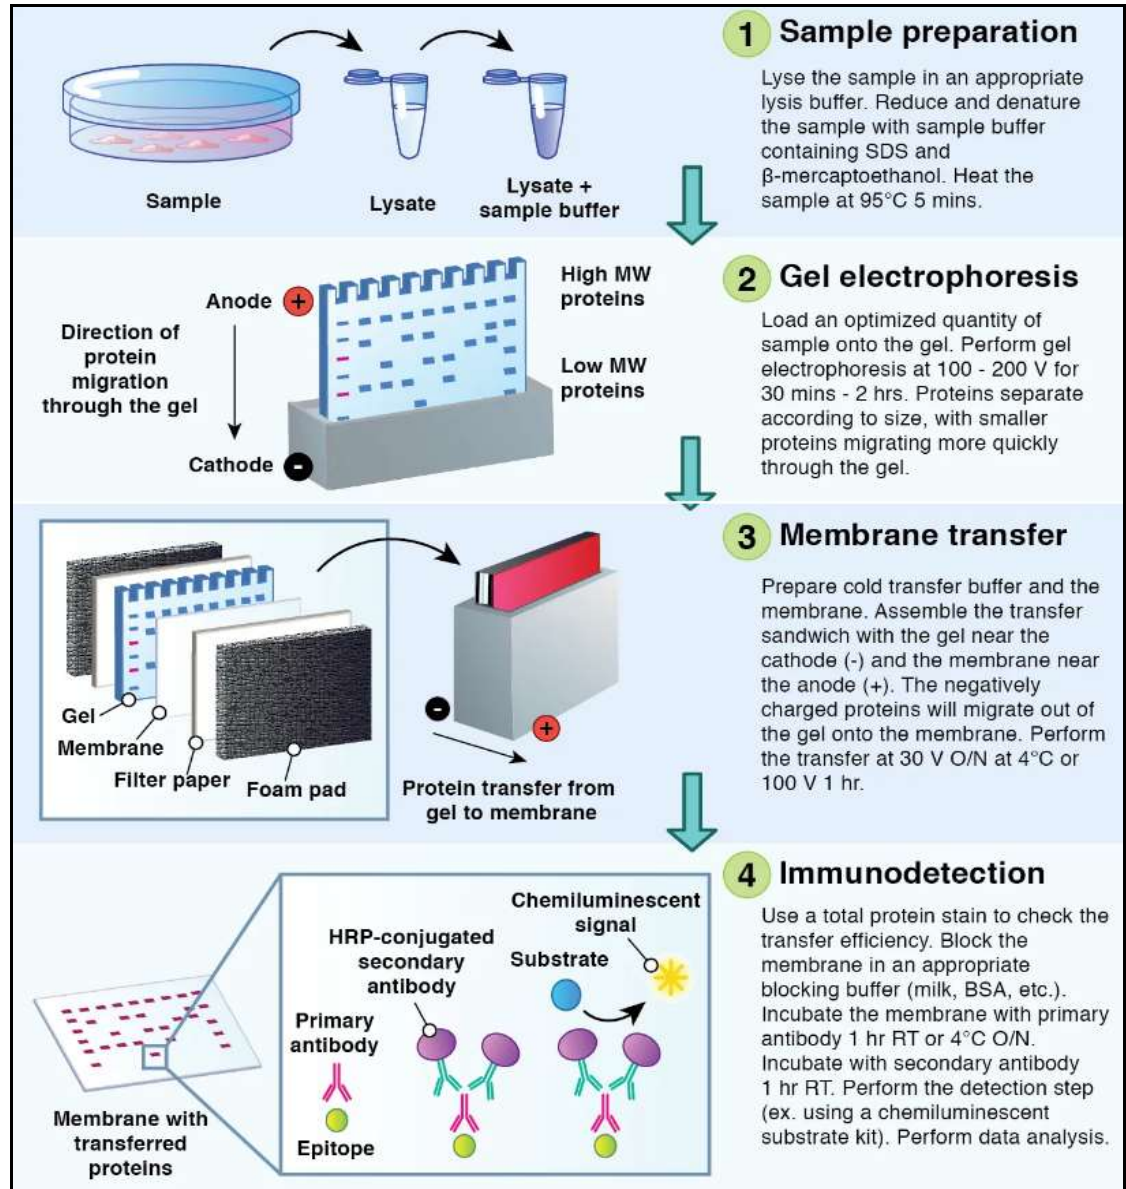 1 Sample preparation
Lyse the sample in an appropriate
lysis buffer. Reduce and denature
the sample with sample buffer
containing SDS and
β-mercaptoethanol. Heat the
sample at 95°C 5 mins.
Sample
Lysate
Lysate +
sample buffer
2 Gel electrophoresis
Load an optimized quantity of
sample onto the gel. Perform gel
electrophoresis at 100 - 200 V for
30 mins - 2 hrs. Proteins separate
according to size, with smaller
proteins migrating more quickly
through the gel.
Anode +
Direction of
protein
migration
through the gel
Cathode -
High MW
proteins
Low MW
proteins
3 Membrane transfer
Prepare cold transfer buffer and the
membrane. Assemble the transfer
sandwich with the gel near the
cathode (-) and the membrane near
the anode (+). The negatively
charged proteins will migrate out of
the gel onto the membrane. Perform
the transfer at 30 V O/N at 4°C or
100 V 1 hr.
Gel
Membrane
Filter paper
Foam pad
-
+
Protein transfer from
gel to membrane
4 Immunodetection
Use a total protein stain to check the
transfer efficiency. Block the
membrane in an appropriate
blocking buffer (milk, BSA, etc.).
Incubate the membrane with primary
antibody 1 hr RT or 4°C O/N.
Incubate with secondary antibody
1 hr RT. Perform the detection step
(ex. using a chemiluminescent
substrate kit). Perform data analysis.
Membrane with
transferred
proteins
Primary
antibody
Epitope
HRP-conjugated
secondary
antibody
Substrate
Chemiluminescent
signal